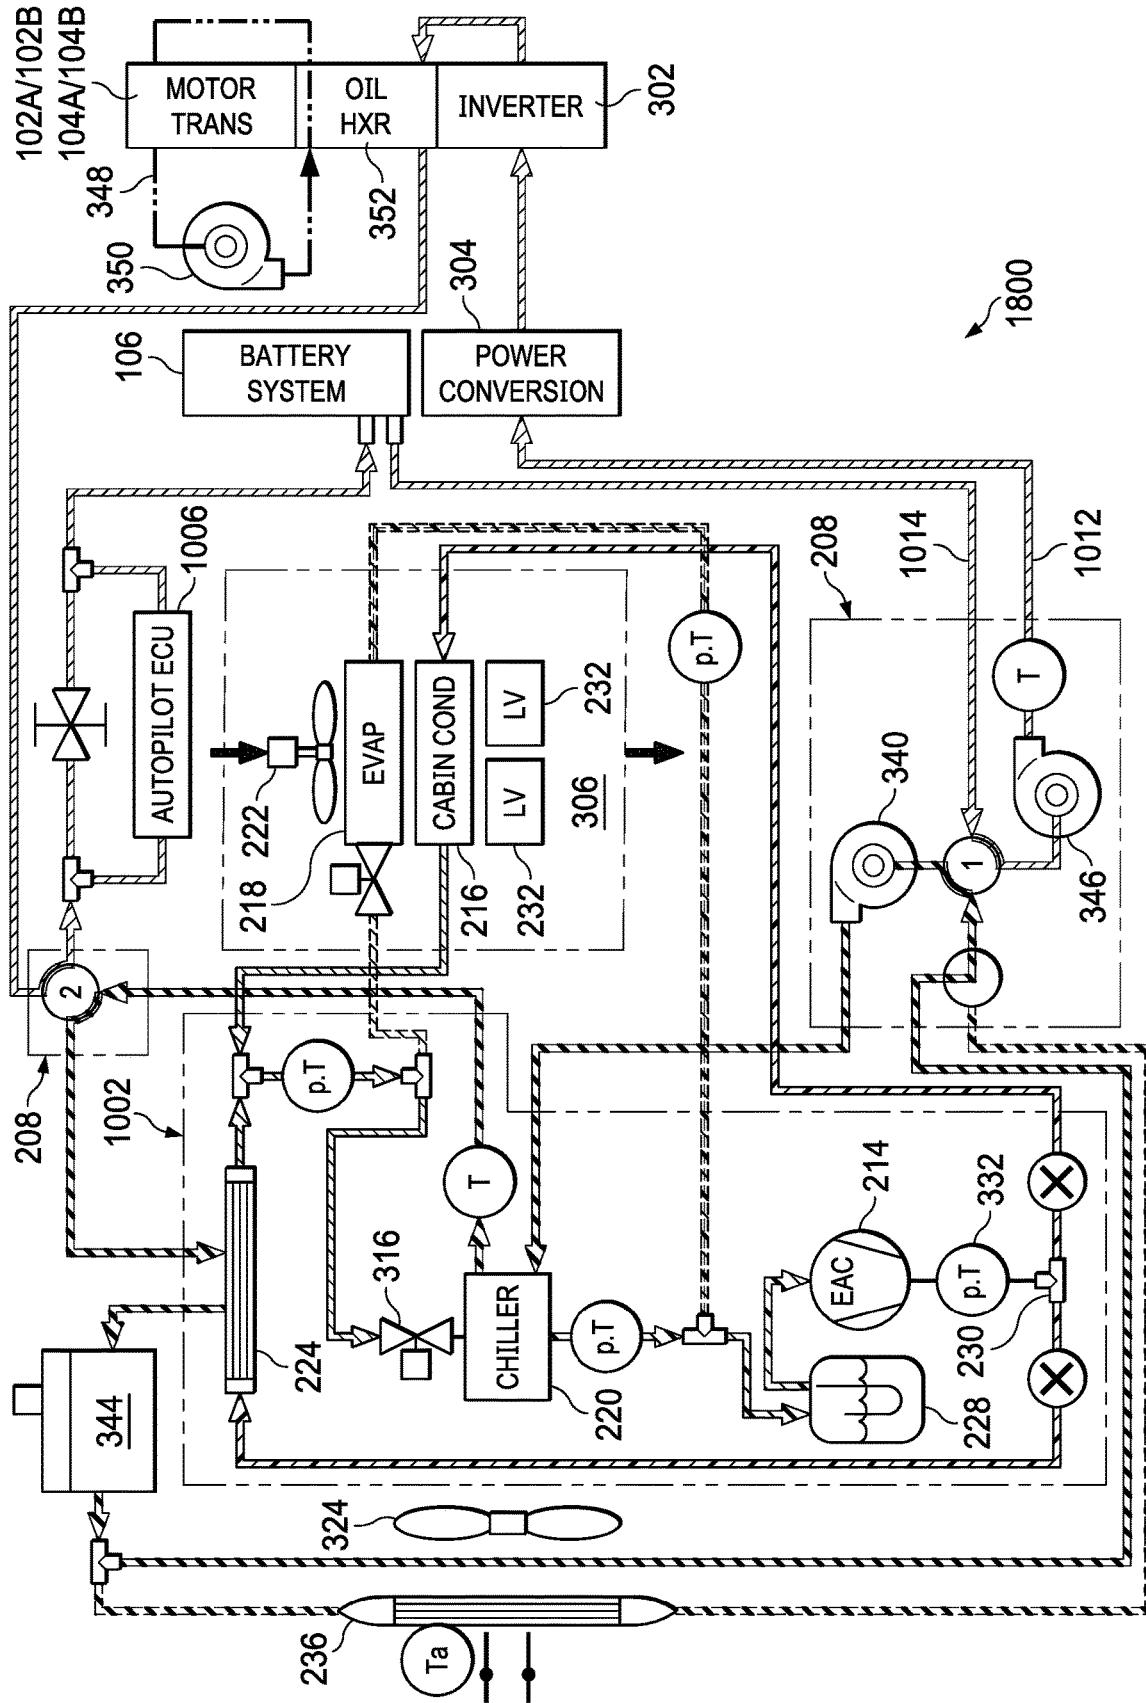 102A/102B
104A/104B
MOTOR
TRANS
OIL
HXR
INVERTER
302
348
350
352
304
106
BATTERY
SYSTEM
POWER
CONVERSION
1800
1006
AUTOPILOT ECU
222
EVAP
218
CABIN COND
216
LV
232
LV
232
306
p.T
208
1014
1012
T
340
1
346
2
208
1002
p.T
T
316
CHILLER
220
p.T
224
344
EAC
214
p.T
332
230
228
324
236
Ta